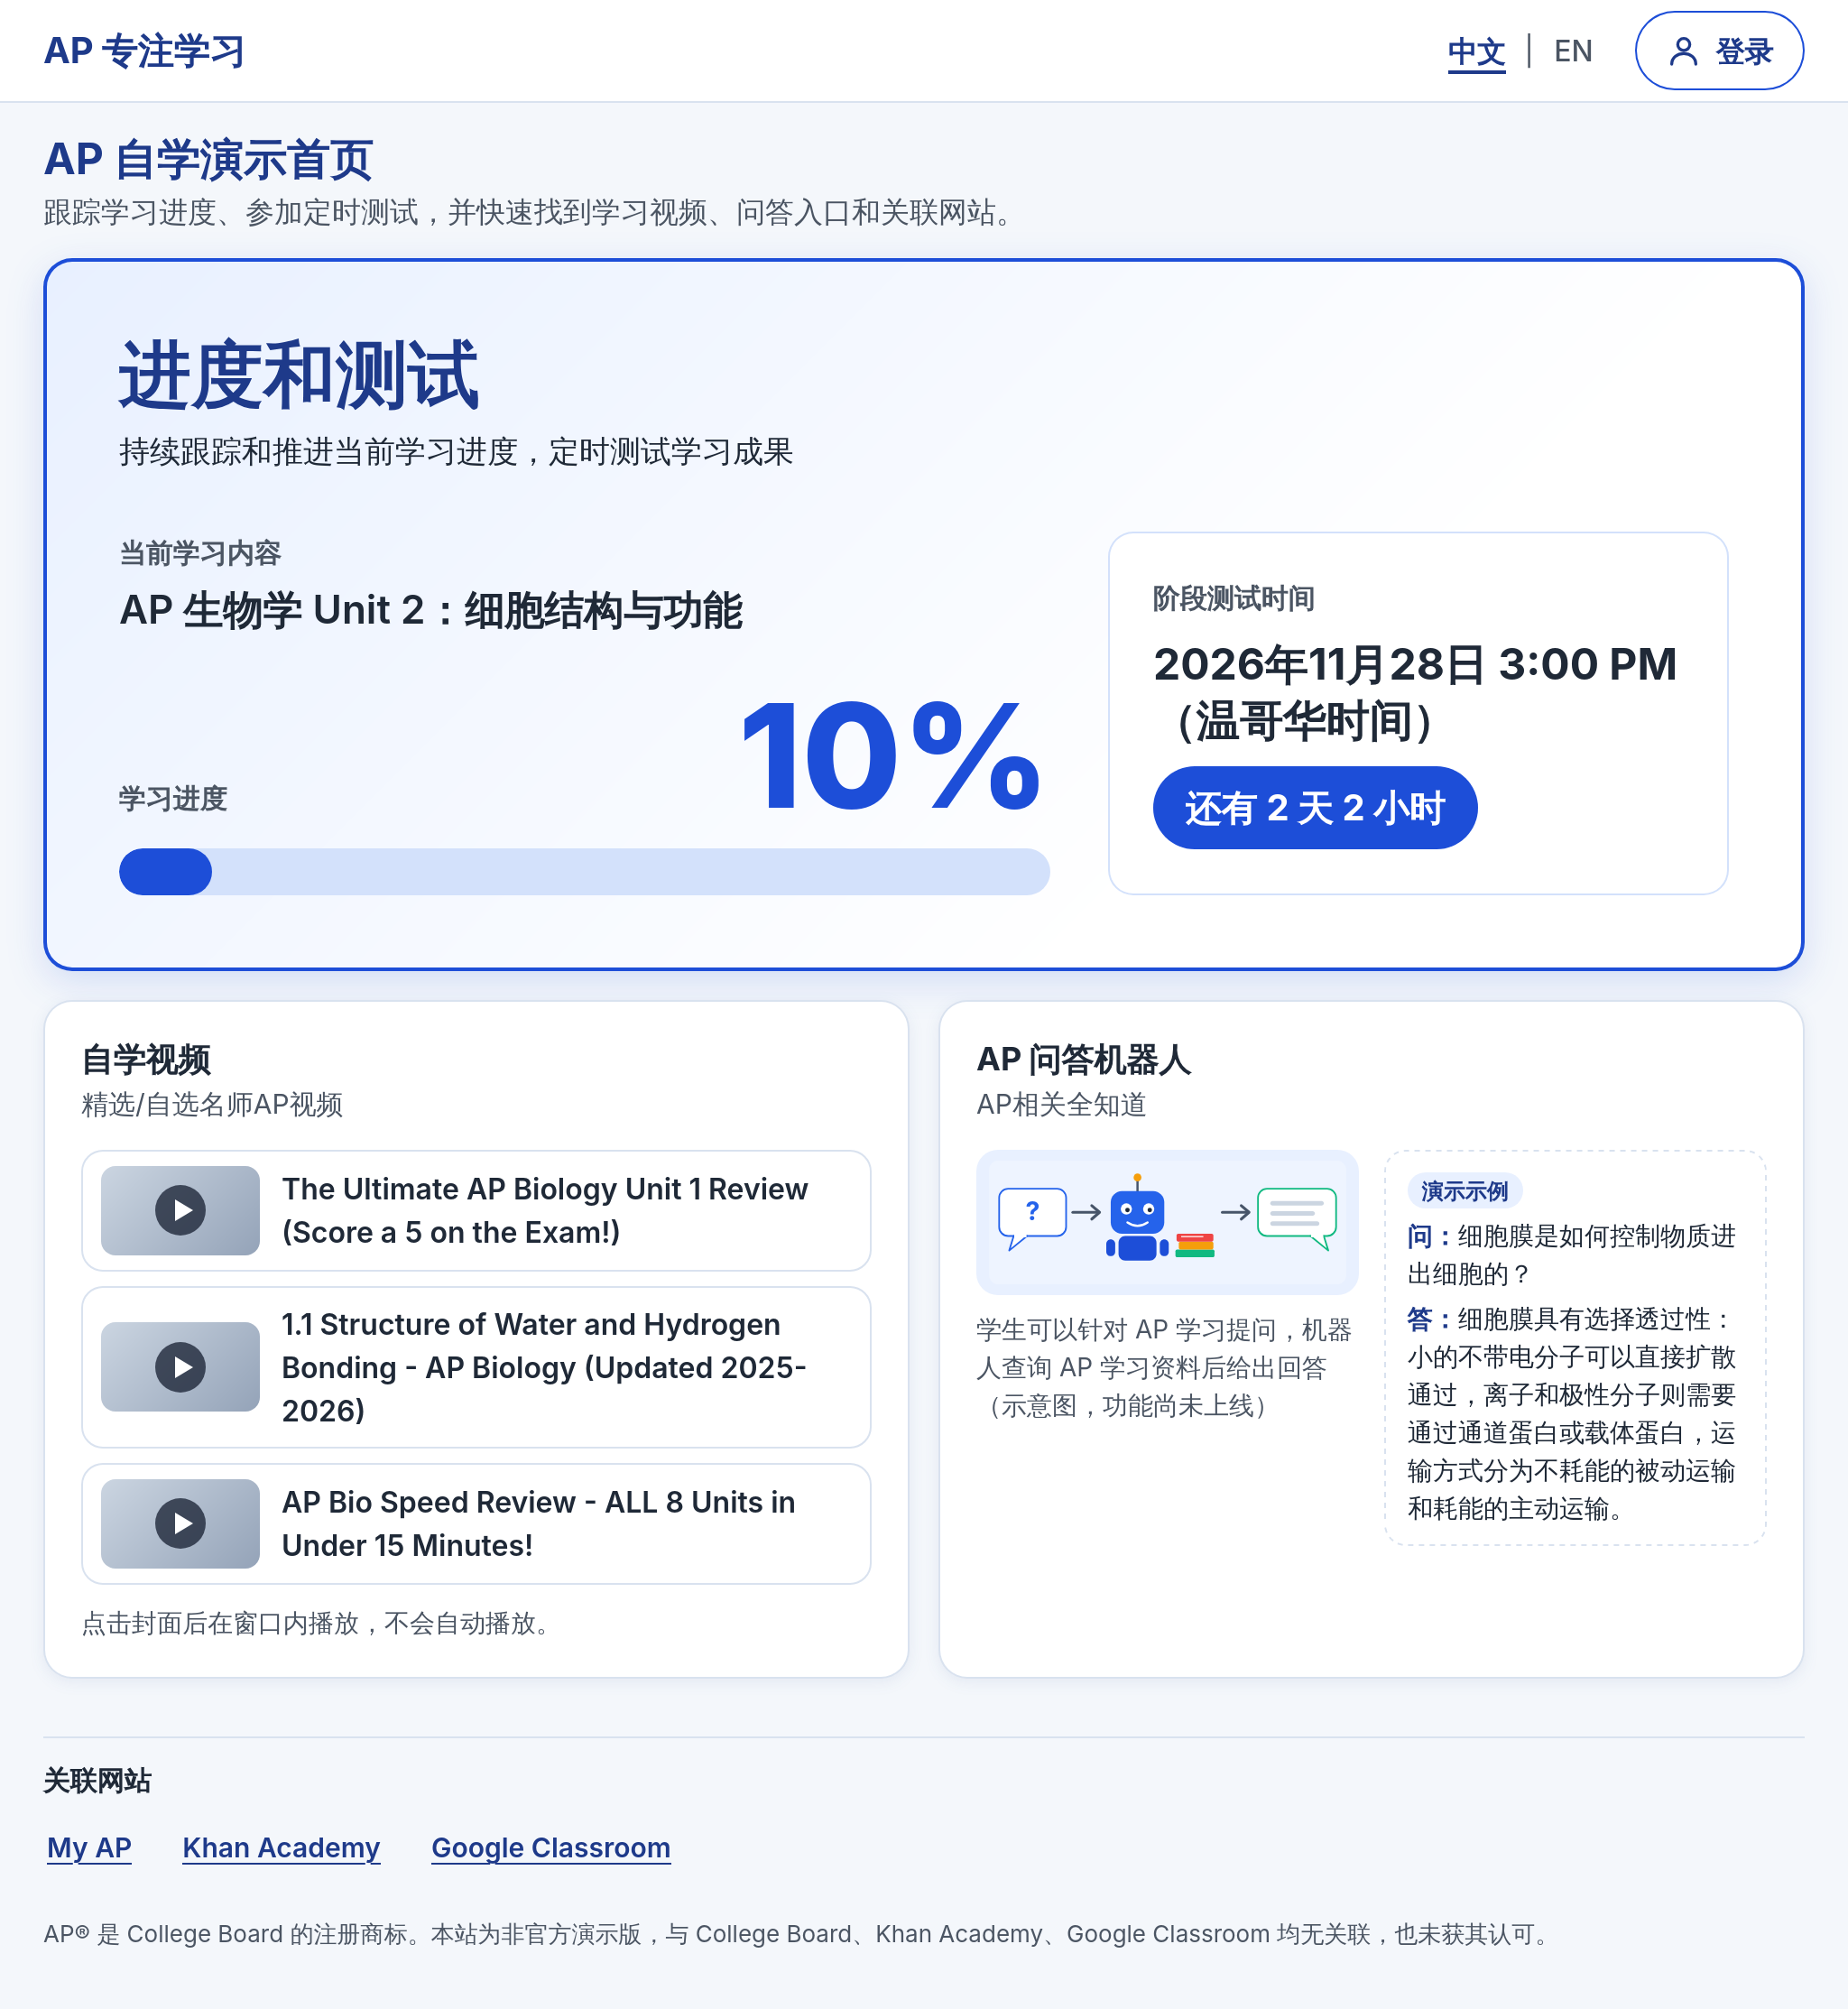 AP 专注学习
中文 | EN
登录
AP 自学演示首页
跟踪学习进度、参加定时测试，并快速找到学习视频、问答入口和关联网站。
进度和测试
持续跟踪和推进当前学习进度，定时测试学习成果
当前学习内容
AP 生物学 Unit 2：细胞结构与功能
学习进度
10%
阶段测试时间
2026年11月28日 3:00 PM
（温哥华时间）
还有 2 天 2 小时
自学视频
精选/自选名师AP视频
The Ultimate AP Biology Unit 1 Review
(Score a 5 on the Exam!)
1.1 Structure of Water and Hydrogen
Bonding - AP Biology (Updated 2025-
2026)
AP Bio Speed Review - ALL 8 Units in
Under 15 Minutes!
点击封面后在窗口内播放，不会自动播放。
AP 问答机器人
AP相关全知道
?
学生可以针对 AP 学习提问，机器
人查询 AP 学习资料后给出回答
（示意图，功能尚未上线）
演示示例
问：细胞膜是如何控制物质进
出细胞的？
答：细胞膜具有选择透过性：
小的不带电分子可以直接扩散
通过，离子和极性分子则需要
通过通道蛋白或载体蛋白，运
输方式分为不耗能的被动运输
和耗能的主动运输。
关联网站
My AP
Khan Academy
Google Classroom
AP® 是 College Board 的注册商标。本站为非官方演示版，与 College Board、Khan Academy、Google Classroom 均无关联，也未获其认可。